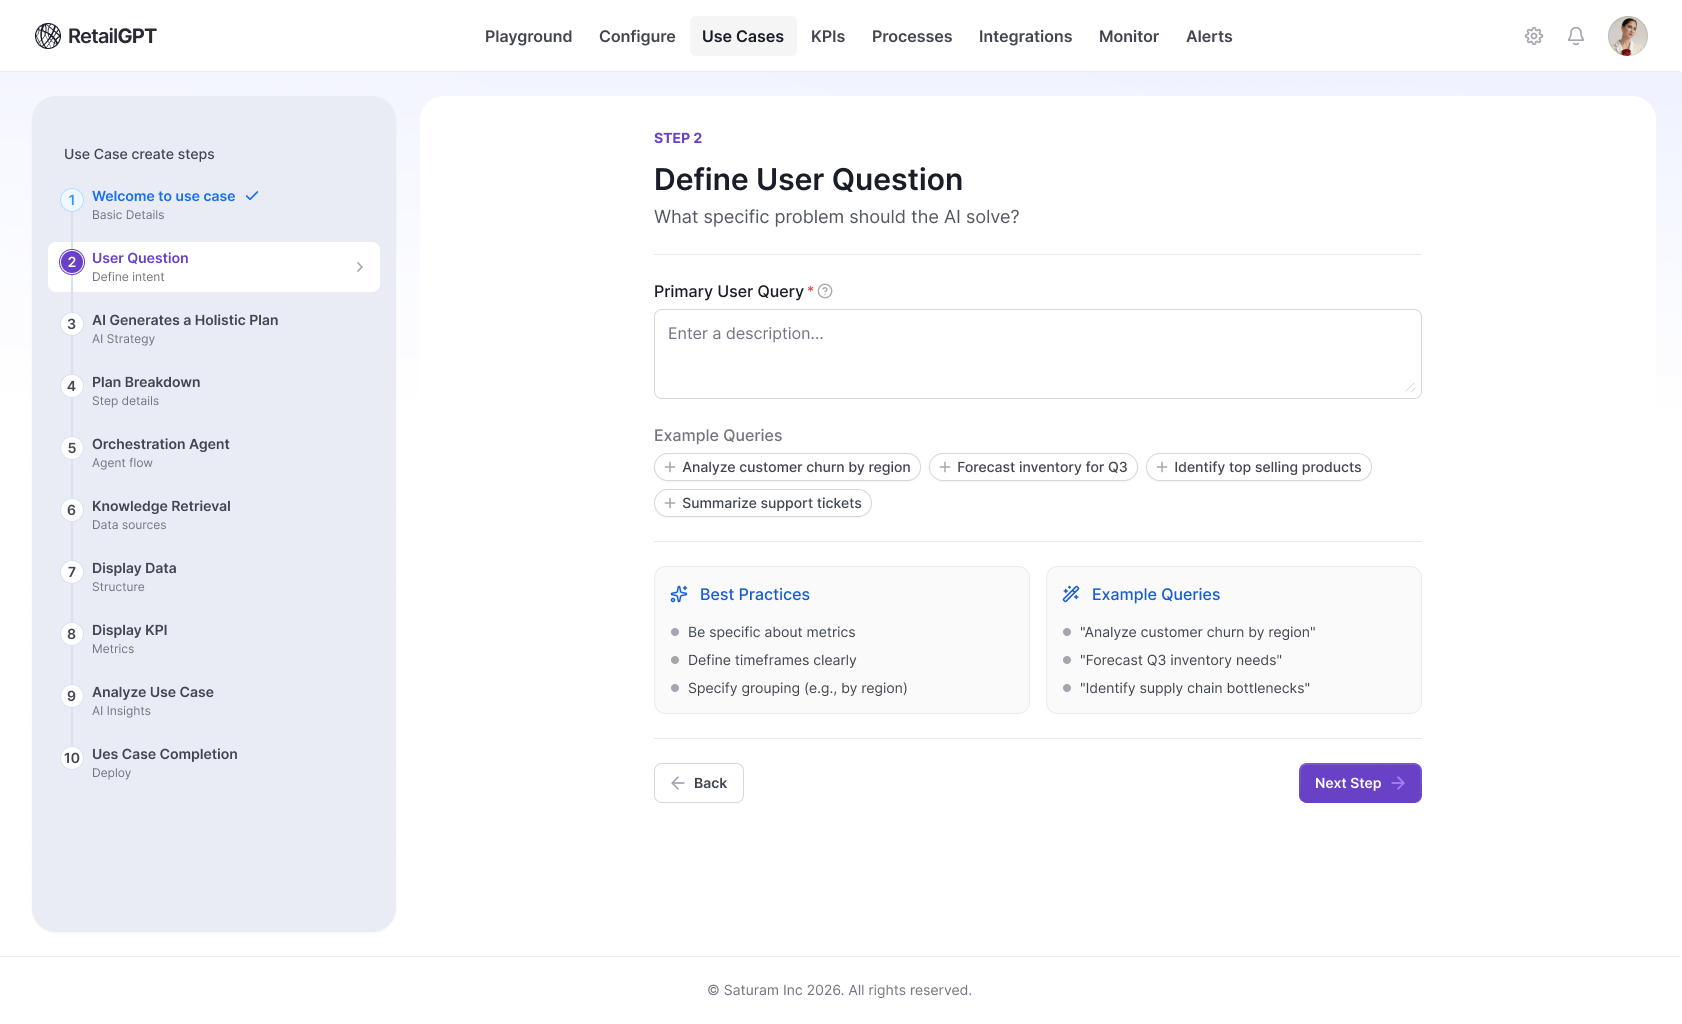 RetailGPT
Playground
Configure
Use Cases
KPIs
Processes
Integrations
Monitor
Alerts
Use Case create steps
1
Welcome to use case
Basic Details
2
User Question
Define intent
3
AI Generates a Holistic Plan
AI Strategy
4
Plan Breakdown
Step details
5
Orchestration Agent
Agent flow
6
Knowledge Retrieval
Data sources
7
Display Data
Structure
8
Display KPI
Metrics
9
Analyze Use Case
AI Insights
10
Ues Case Completion
Deploy
STEP 2
Define User Question
What specific problem should the AI solve?
Primary User Query *
Enter a description...
Example Queries
Analyze customer churn by region
Forecast inventory for Q3
Identify top selling products
Summarize support tickets
Best Practices
Be specific about metrics
Define timeframes clearly
Specify grouping (e.g., by region)
Example Queries
"Analyze customer churn by region"
"Forecast Q3 inventory needs"
"Identify supply chain bottlenecks"
Back
Next Step
© Saturam Inc 2026. All rights reserved.